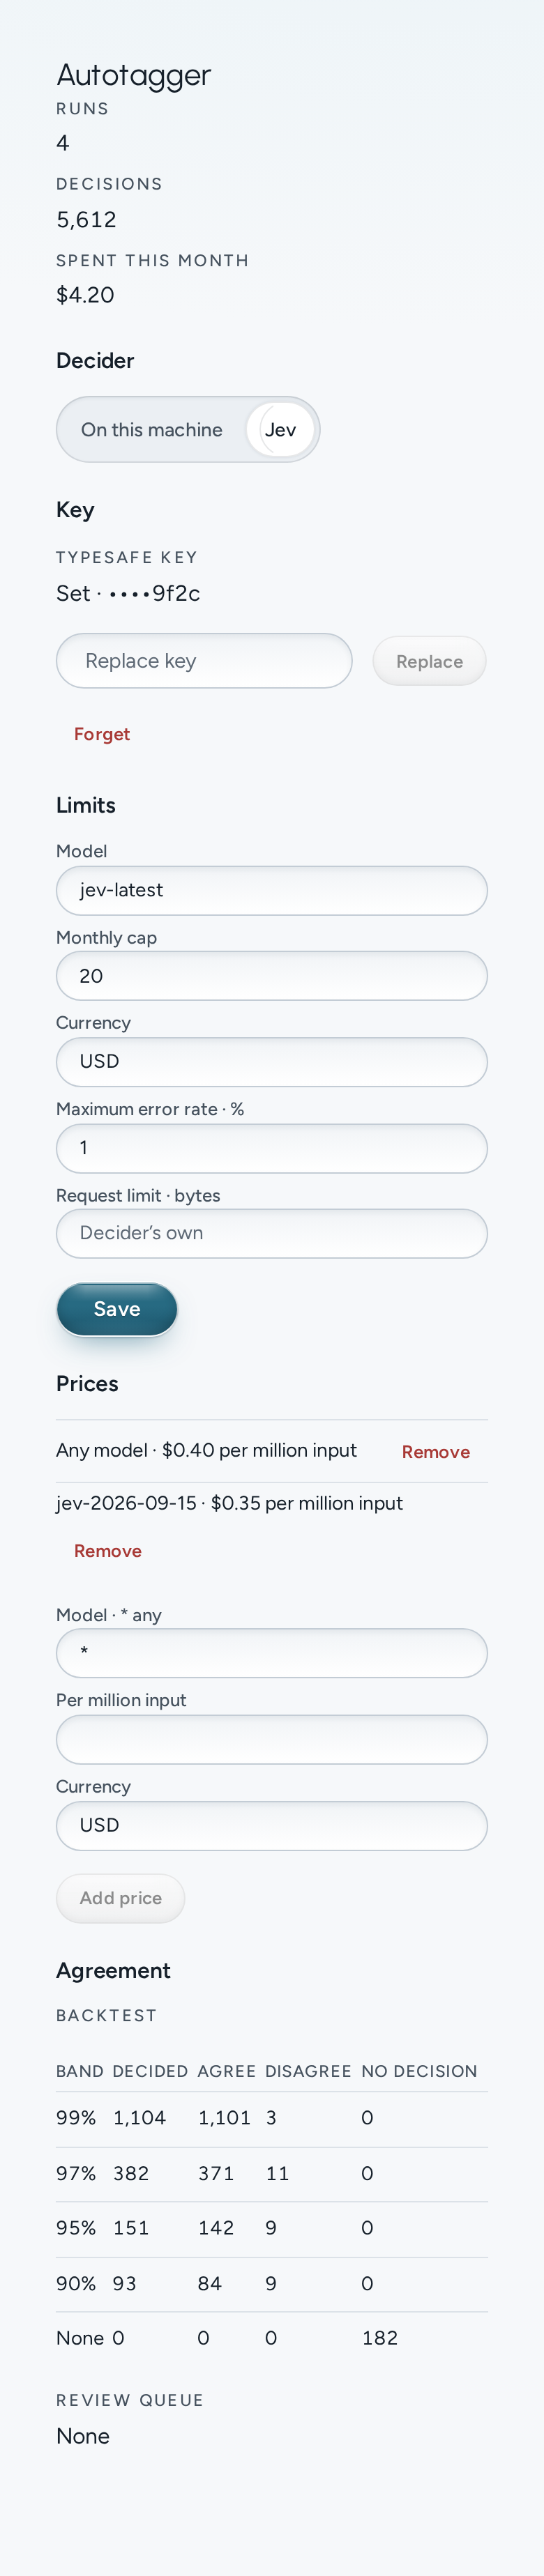 Autotagger
RUNS
4
DECISIONS
5,612
SPENT THIS MONTH
$4.20
Decider
On this machine Jev
Key
TYPESAFE KEY
Set · ••••9f2c
Replace key Replace
Forget
Limits
Model
jev-latest
Monthly cap
20
Currency
USD
Maximum error rate · %
1
Request limit · bytes
Decider’s own
Save
Prices
Any model · $0.40 per million input Remove
jev-2026-09-15 · $0.35 per million input
Remove
Model · * any
*
Per million input
Currency
USD
Add price
Agreement
BACKTEST
BAND DECIDED AGREE DISAGREE NO DECISION
99% 1,104 1,101 3 0
97% 382 371 11 0
95% 151 142 9 0
90% 93 84 9 0
None 0 0 0 182
REVIEW QUEUE
None